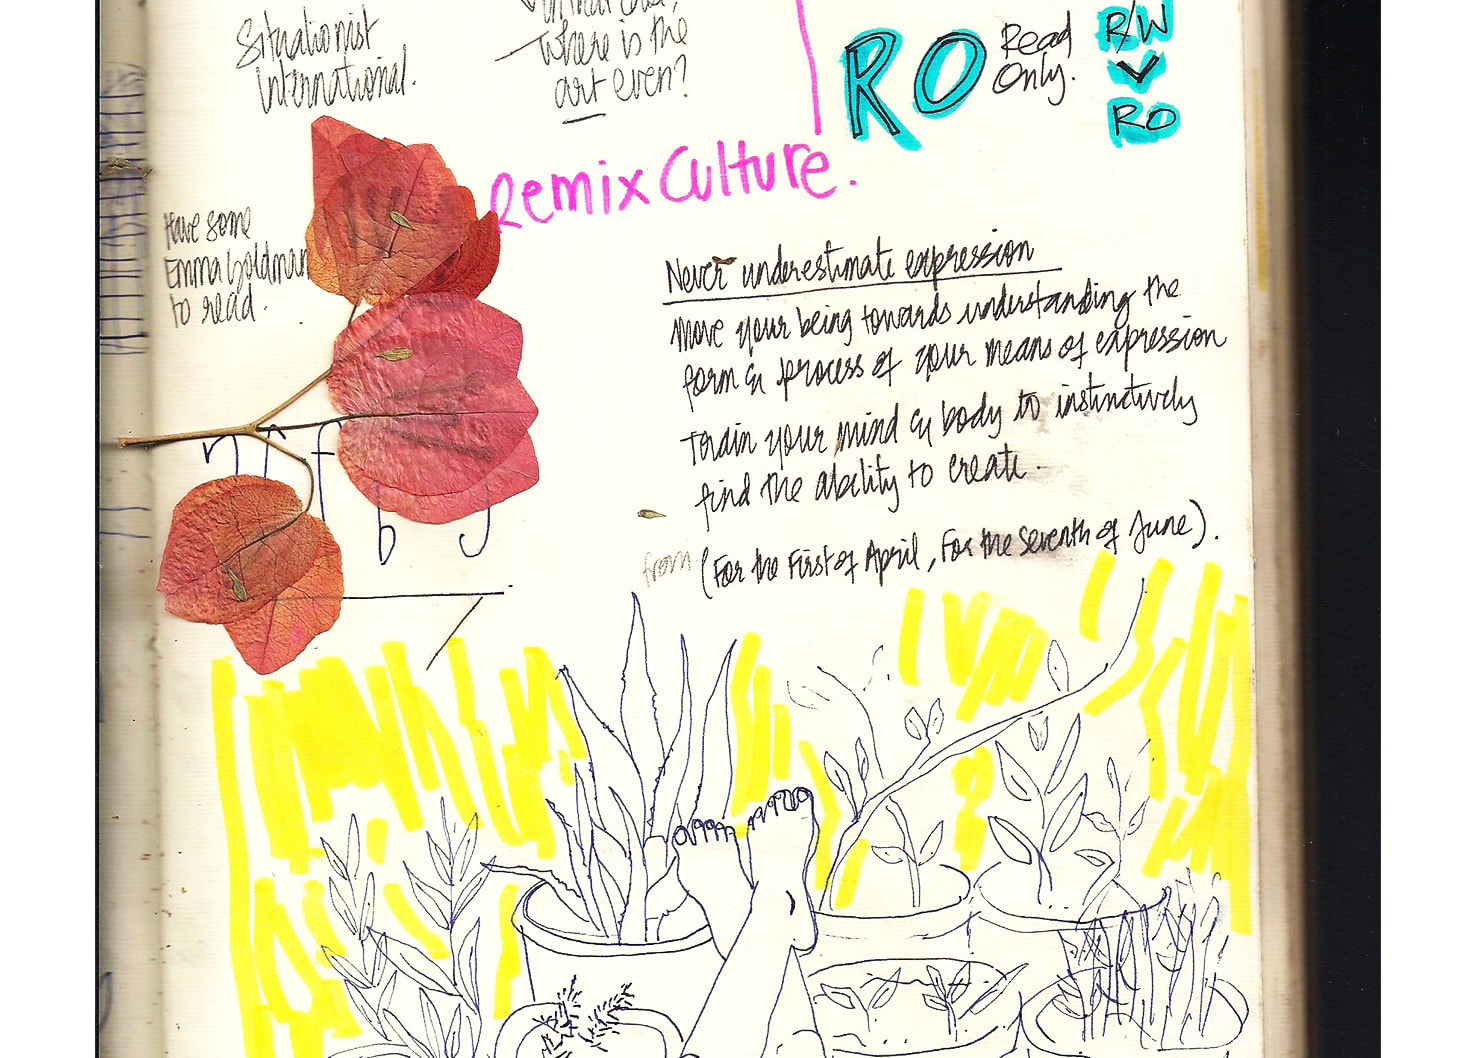 Situationist
International.
where is the
art even?
RO
Read
Only.
R/W
RO
Remix Culture.
Have some
Emma Goldman
to read.
Never underestimate expression
Move your being towards understanding the
form & process of your means of expression
Train your mind & body to instinctively
find the ability to create.
from (For the First of April, For the Seventh of June).
b